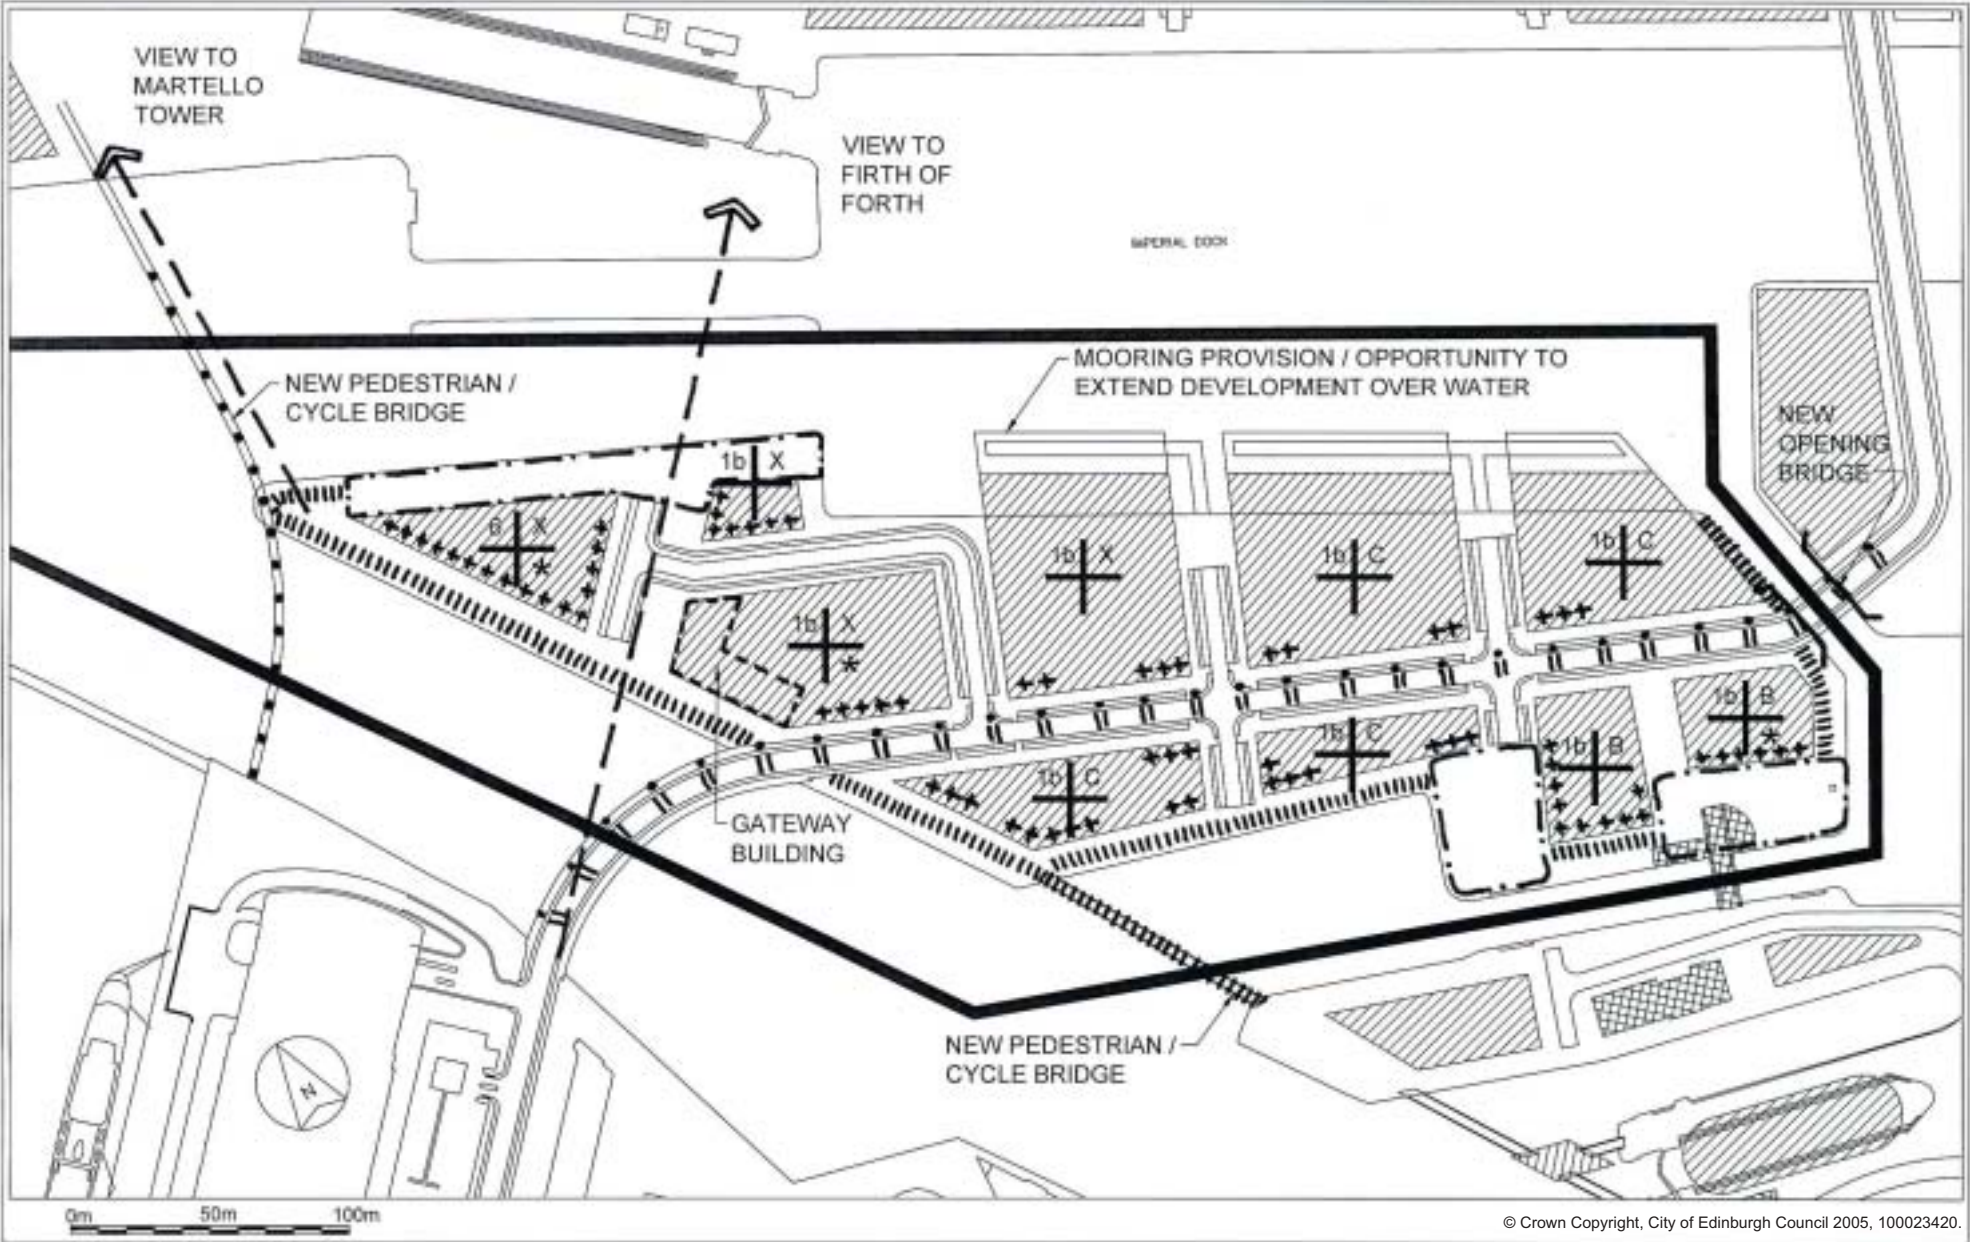 VIEW TO
MARTELLO
TOWER
VIEW TO
FIRTH OF
FORTH
IMPERIAL DOCK
MOORING PROVISION / OPPORTUNITY TO
EXTEND DEVELOPMENT OVER WATER
NEW PEDESTRIAN /
CYCLE BRIDGE
NEW
OPENING
BRIDGE
1b X
6 X
*
1b X
1b C
1b C
1b X
*
1b B
*
1b C
1b B
1b C
GATEWAY
BUILDING
NEW PEDESTRIAN /
CYCLE BRIDGE
N
0m 50m 100m
© Crown Copyright, City of Edinburgh Council 2005, 100023420.